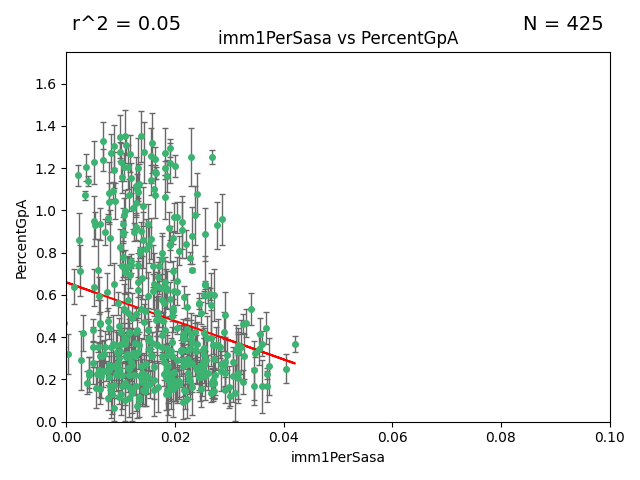 r^2 = 0.05
N = 425
imm1PerSasa vs PercentGpA
PercentGpA
1.6
1.4
1.2
1.0
0.8
0.6
0.4
0.2
0.0
0.00 0.02 0.04 0.06 0.08 0.10
imm1PerSasa